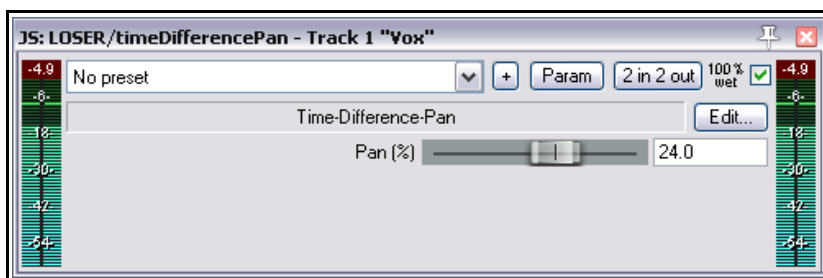 JS: LOSER/timeDifferencePan - Track 1 "Vox"
-4.9 No preset + Param 2 in 2 out 100% wet -4.9
-6- -6-
Time-Difference-Pan Edit...
-18- -18-
Pan (%) 24.0
-30- -30-
-42- -42-
-54- -54-